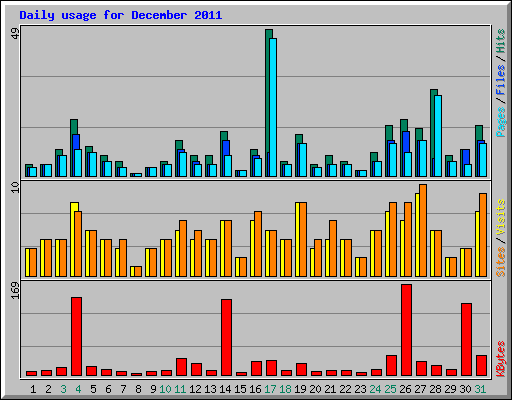 Daily usage for December 2011
49
Pages / Files / Hits
10
Sites / Visits
169
KBytes
1 2 3 4 5 6 7 8 9 10 11 12 13 14 15 16 17 18 19 20 21 22 23 24 25 26 27 28 29 30 31